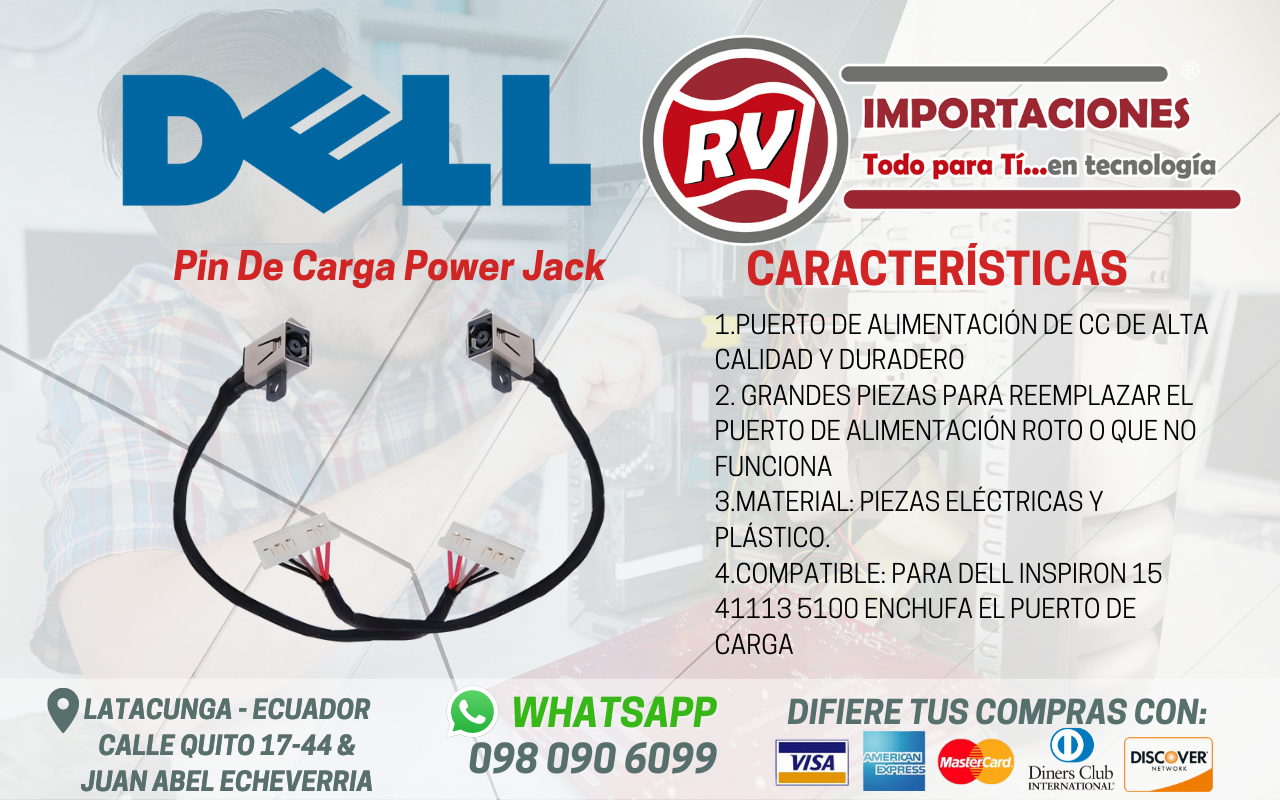 DELL
RV
IMPORTACIONES
®
Todo para Tí...en tecnología
Pin De Carga Power Jack
CARACTERÍSTICAS
1.PUERTO DE ALIMENTACIÓN DE CC DE ALTA
CALIDAD Y DURADERO
2. GRANDES PIEZAS PARA REEMPLAZAR EL
PUERTO DE ALIMENTACIÓN ROTO O QUE NO
FUNCIONA
3.MATERIAL: PIEZAS ELÉCTRICAS Y
PLÁSTICO.
4.COMPATIBLE: PARA DELL INSPIRON 15
41113 5100 ENCHUFA EL PUERTO DE
CARGA
LATACUNGA - ECUADOR
CALLE QUITO 17-44 &
JUAN ABEL ECHEVERRIA
WHATSAPP
098 090 6099
DIFIERE TUS COMPRAS CON:
VISA
AMERICAN
EXPRESS
MasterCard
Diners Club
INTERNATIONAL
DISCOVER
NETWORK